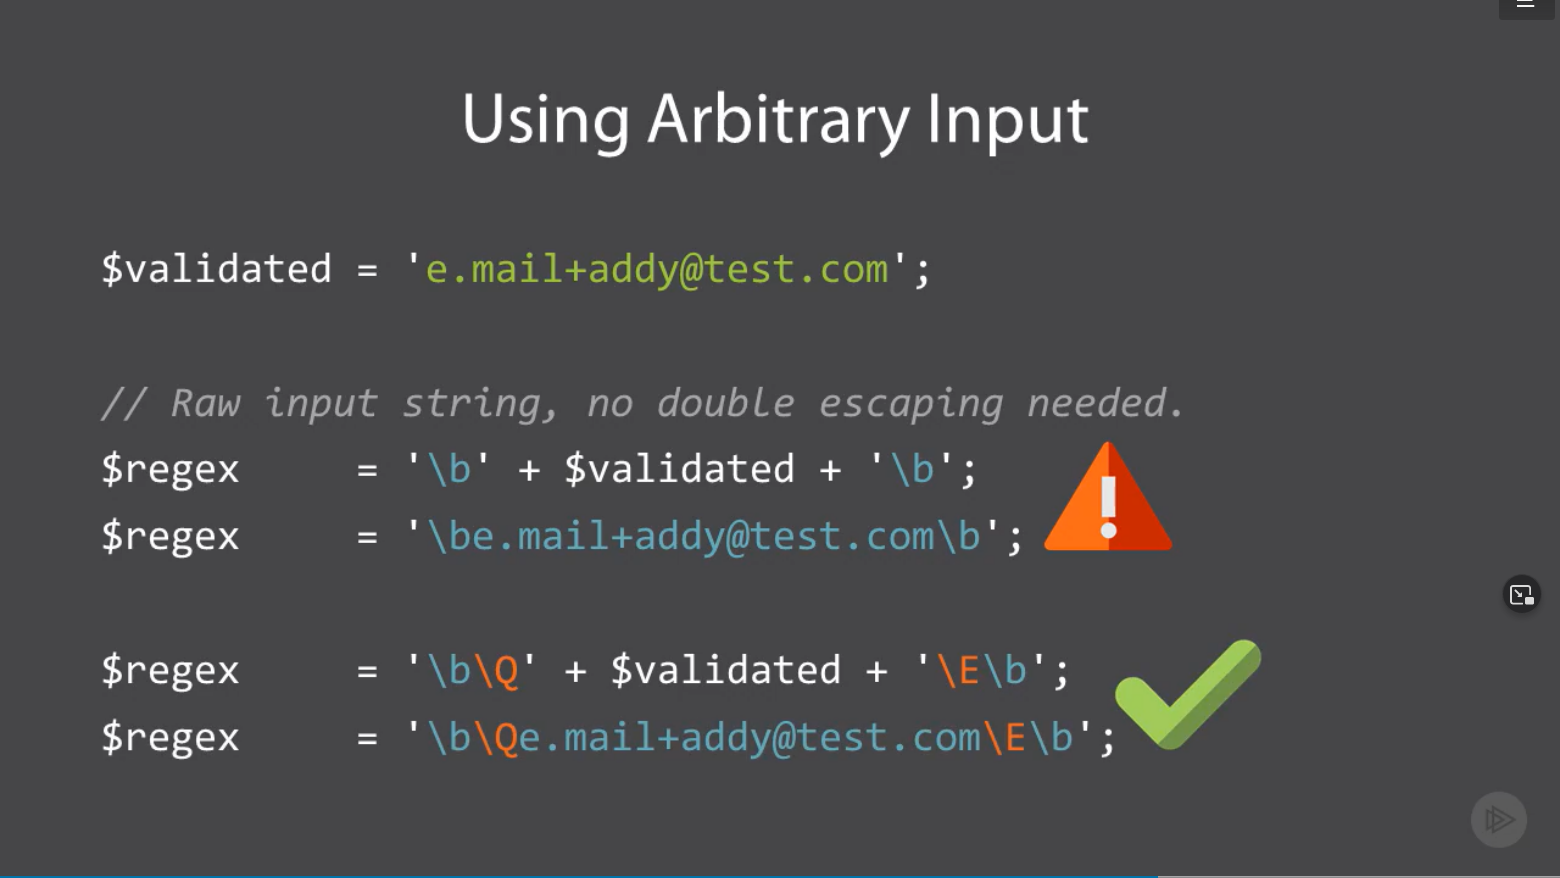 Using Arbitrary Input
$validated = 'e.mail+addy@test.com';
// Raw input string, no double escaping needed.
$regex = '\b' + $validated + '\b';
$regex = '\be.mail+addy@test.com\b';
$regex = '\b\Q' + $validated + '\E\b';
$regex = '\b\Qe.mail+addy@test.com\E\b';